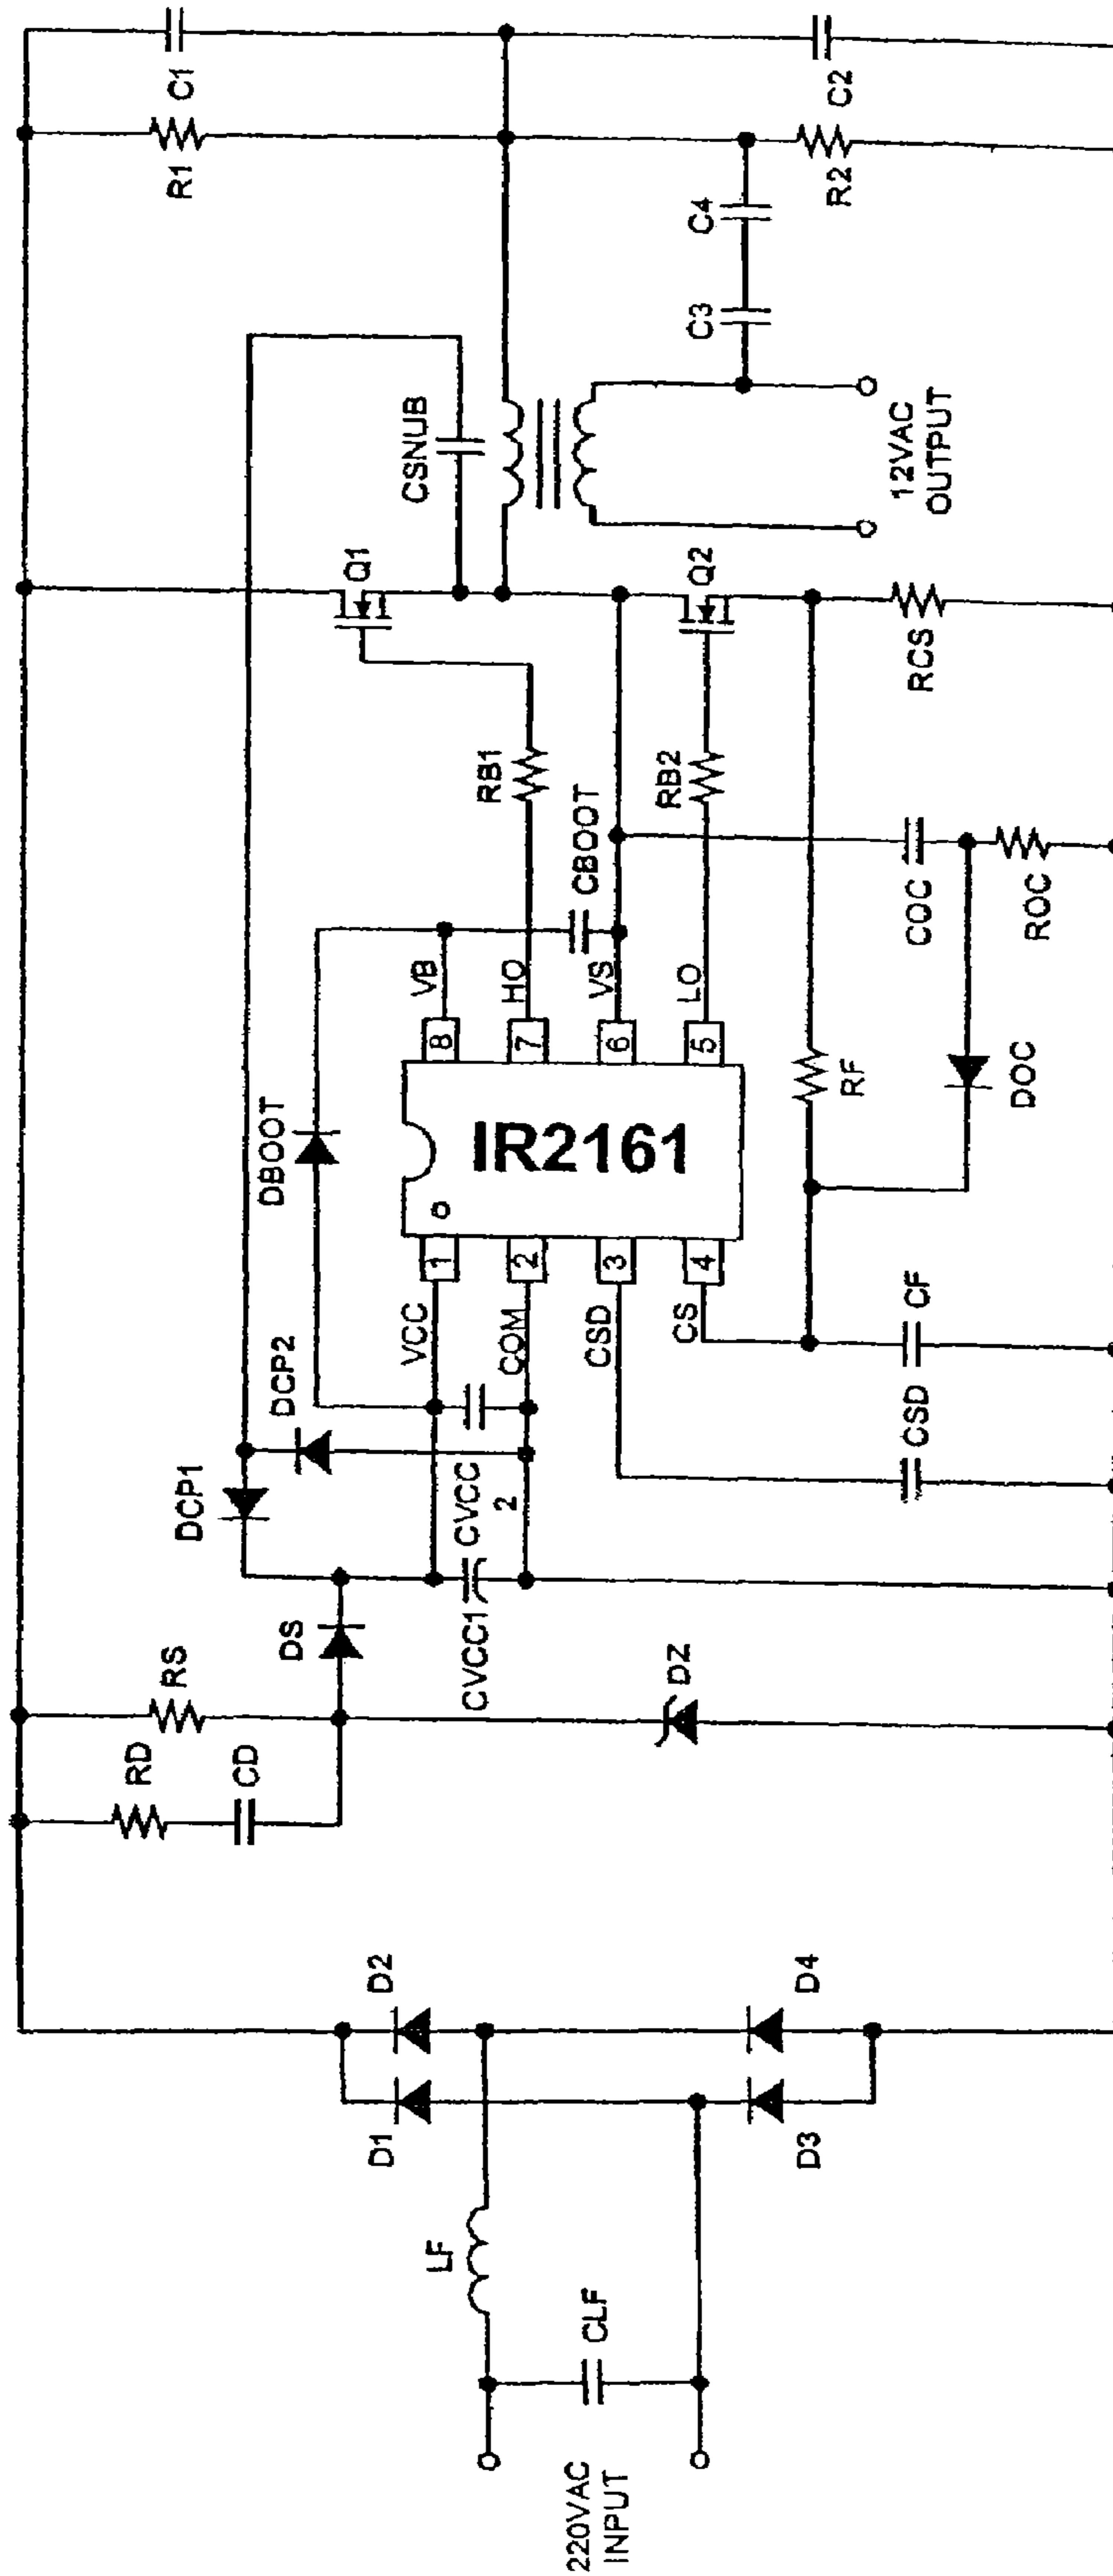 220VAC
INPUT
CLF
LF
D1
D2
D3
D4
RD
CD
RS
DS
DZ
DCP1
DCP2
CVCC1
CVCC
2
VCC
COM
CSD
CS
1
2
3
4
IR2161
8
7
6
5
VB
HO
VS
LO
DBOOT
CBOOT
RB1
RB2
CSD
CF
RF
DOC
COC
ROC
RCS
Q1
Q2
CSNUB
12VAC
OUTPUT
C3
C4
R1
C1
R2
C2